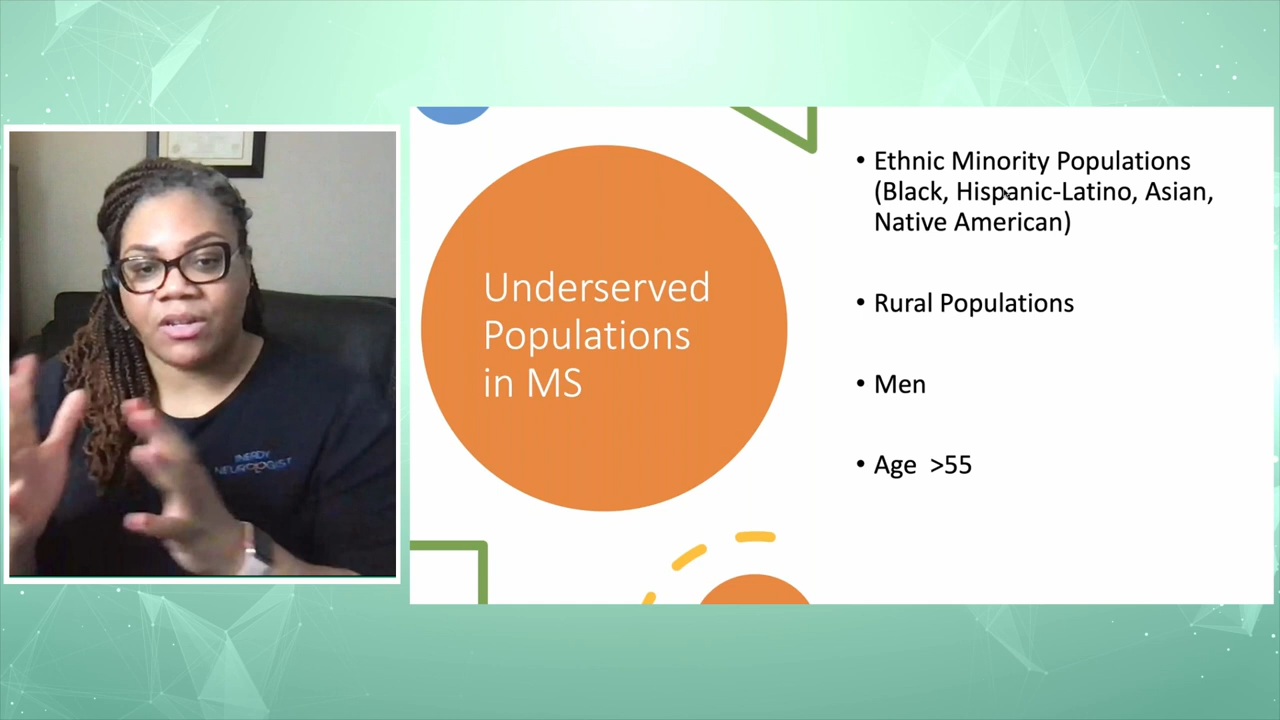 Underserved
Populations
in MS
• Ethnic Minority Populations
(Black, Hispanic-Latino, Asian,
Native American)
• Rural Populations
• Men
• Age >55
NERDY
NEUROLOGIST